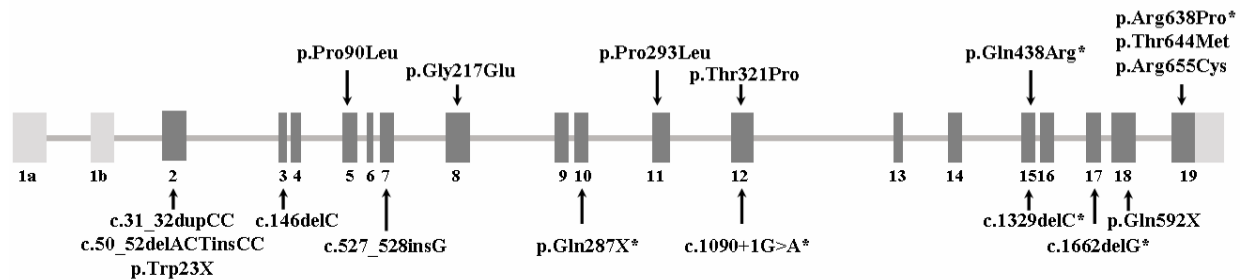 p.Arg638Pro*
p.Pro90Leu p.Pro293Leu p.Gln438Arg* p.Thr644Met
p.Gly217Glu p.Thr321Pro p.Arg655Cys
1a 1b 2 3 4 5 6 7 8 9 10 11 12 13 14 15 16 17 18 19
c.31_32dupCC c.146delC c.1329delC* p.Gln592X
c.50_52delACTinsCC c.527_528insG p.Gln287X* c.1090+1G>A* c.1662delG*
p.Trp23X